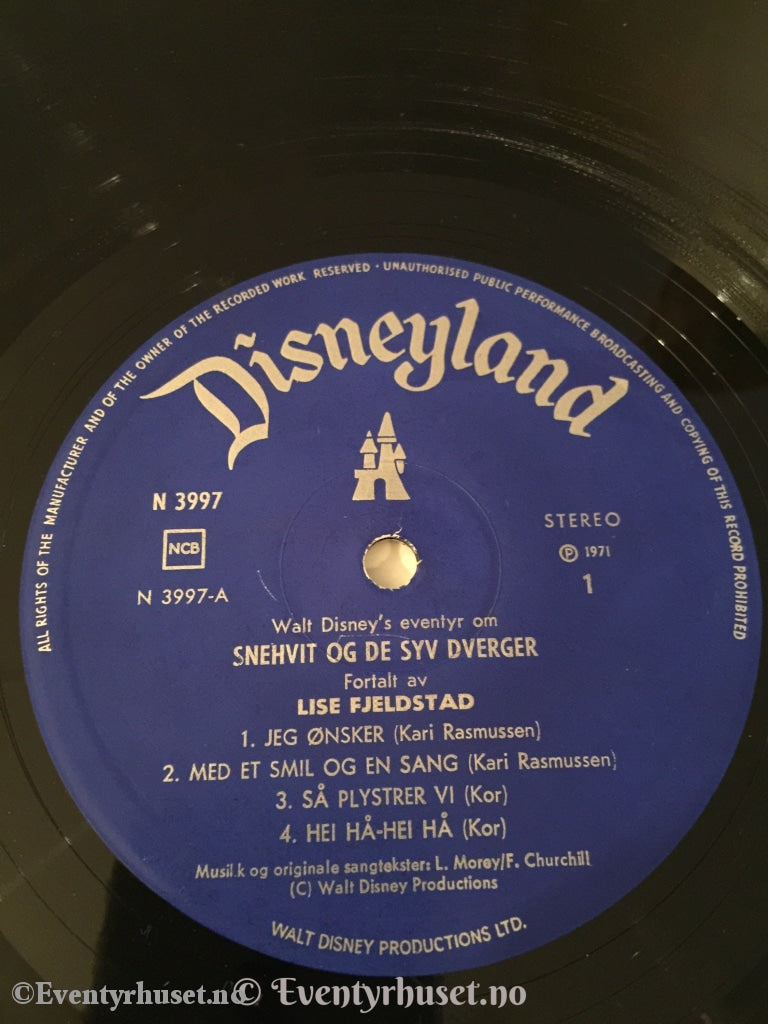 ALL RIGHTS OF THE MANUFACTURER AND OF THE OWNER OF THE RECORDED WORK RESERVED · UNAUTHORISED PUBLIC PERFORMANCE BROADCASTING AND COPYING OF THIS RECORD PROHIBITED
Disneyland
N 3997
NCB
N 3997-A
STEREO
Ⓟ 1971
1
Walt Disney's eventyr om
SNEHVIT OG DE SYV DVERGER
Fortalt av
LISE FJELDSTAD
1. JEG ØNSKER (Kari Rasmussen)
2. MED ET SMIL OG EN SANG (Kari Rasmussen)
3. SÅ PLYSTRER VI (Kor)
4. HEI HÅ-HEI HÅ (Kor)
Musik og originale sangtekster: L. Morey/F. Churchill
(C) Walt Disney Productions
WALT DISNEY PRODUCTIONS LTD.
©Eventyrhuset.no © Eventyrhuset.no